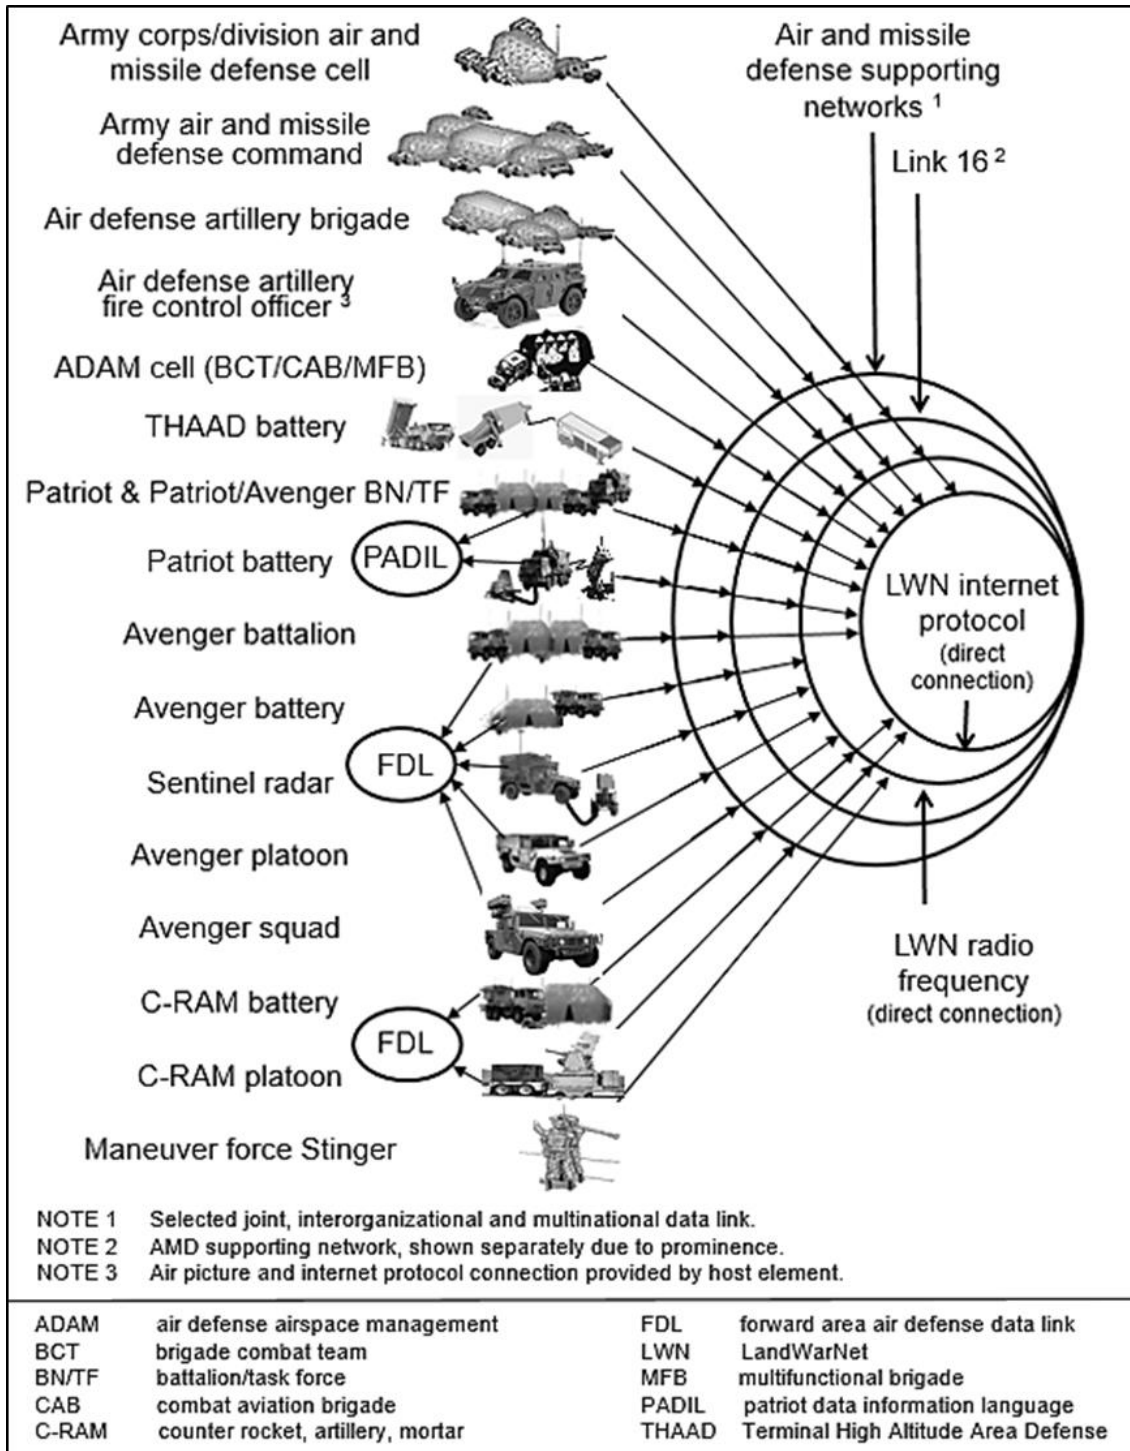 Army corps/division air and
missile defense cell
Army air and missile
defense command
Air defense artillery brigade
Air defense artillery
fire control officer 3
ADAM cell (BCT/CAB/MFB)
THAAD battery
Patriot & Patriot/Avenger BN/TF
PADIL
Patriot battery
Avenger battalion
Avenger battery
FDL
Sentinel radar
Avenger platoon
Avenger squad
C-RAM battery
FDL
C-RAM platoon
Maneuver force Stinger
Air and missile
defense supporting
networks 1
Link 16 2
LWN internet
protocol
(direct
connection)
LWN radio
frequency
(direct connection)
NOTE 1 Selected joint, interorganizational and multinational data link.
NOTE 2 AMD supporting network, shown separately due to prominence.
NOTE 3 Air picture and internet protocol connection provided by host element.
ADAM air defense airspace management
BCT brigade combat team
BN/TF battalion/task force
CAB combat aviation brigade
C-RAM counter rocket, artillery, mortar
FDL forward area air defense data link
LWN LandWarNet
MFB multifunctional brigade
PADIL patriot data information language
THAAD Terminal High Altitude Area Defense